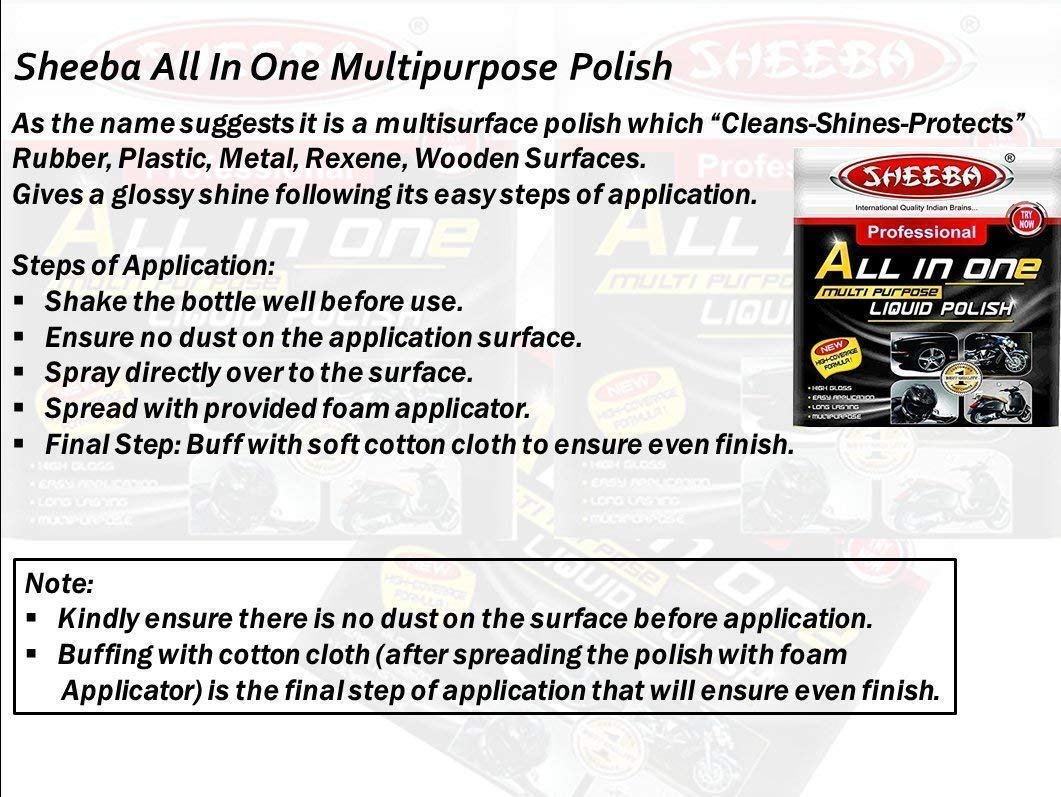 Sheeba All In One Multipurpose Polish
As the name suggests it is a multisurface polish which “Cleans-Shines-Protects”
Rubber, Plastic, Metal, Rexene, Wooden Surfaces.
Gives a glossy shine following its easy steps of application.
Steps of Application:
▪ Shake the bottle well before use.
▪ Ensure no dust on the application surface.
▪ Spray directly over to the surface.
▪ Spread with provided foam applicator.
▪ Final Step: Buff with soft cotton cloth to ensure even finish.
SHEEBA®
International Quality Indian Brains...
TRY
NOW
Professional
ALL IN one
MULTI PURPOSE
LIQUID POLISH
NEW
HIGH-COVERAGE
FORMULA!
• HIGH GLOSS
• EASY APPLICATION
• LONG LASTING
• MULTIPURPOSE
BEST QUALITY
1
Note:
▪ Kindly ensure there is no dust on the surface before application.
▪ Buffing with cotton cloth (after spreading the polish with foam
Applicator) is the final step of application that will ensure even finish.